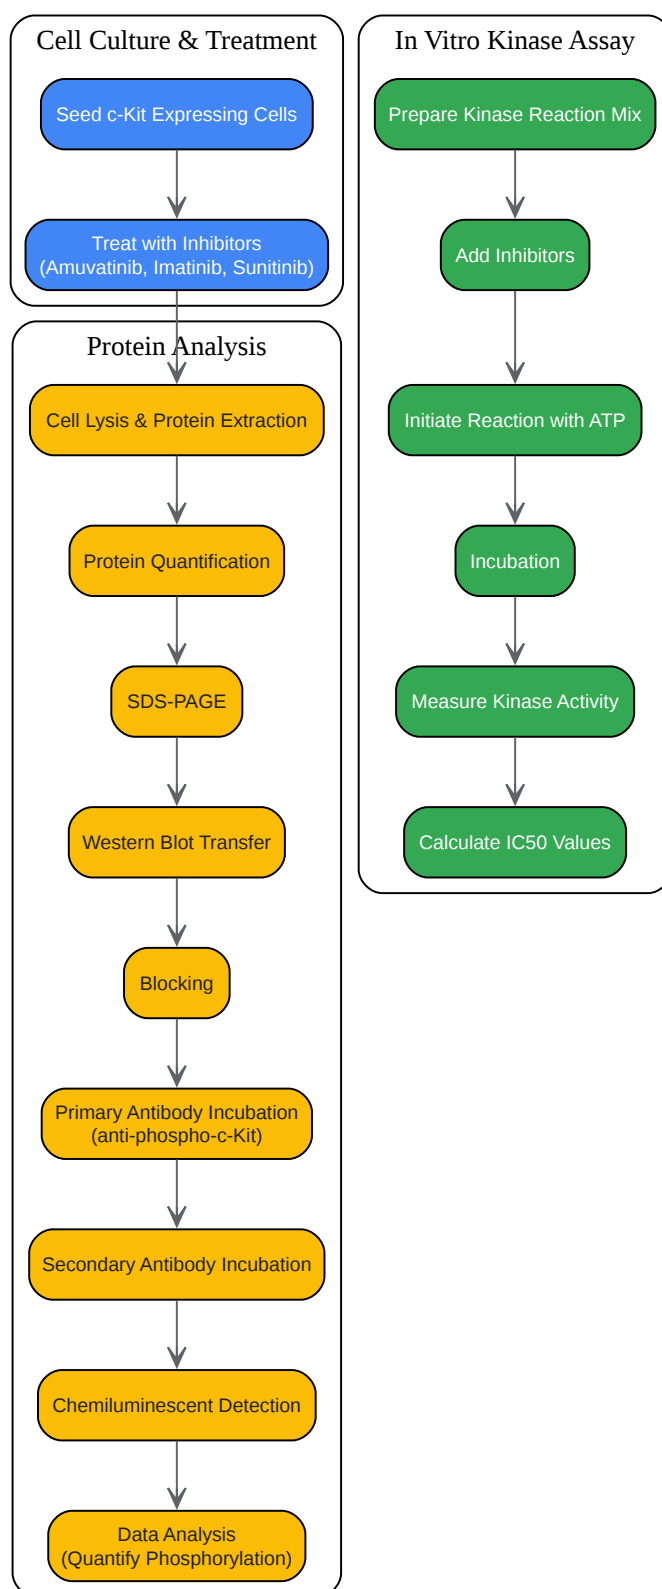 Cell Culture & Treatment
Seed c-Kit Expressing Cells
Treat with Inhibitors
(Amuvatinib, Imatinib, Sunitinib)
Protein Analysis
Cell Lysis & Protein Extraction
Protein Quantification
SDS-PAGE
Western Blot Transfer
Blocking
Primary Antibody Incubation
(anti-phospho-c-Kit)
Secondary Antibody Incubation
Chemiluminescent Detection
Data Analysis
(Quantify Phosphorylation)
In Vitro Kinase Assay
Prepare Kinase Reaction Mix
Add Inhibitors
Initiate Reaction with ATP
Incubation
Measure Kinase Activity
Calculate IC50 Values